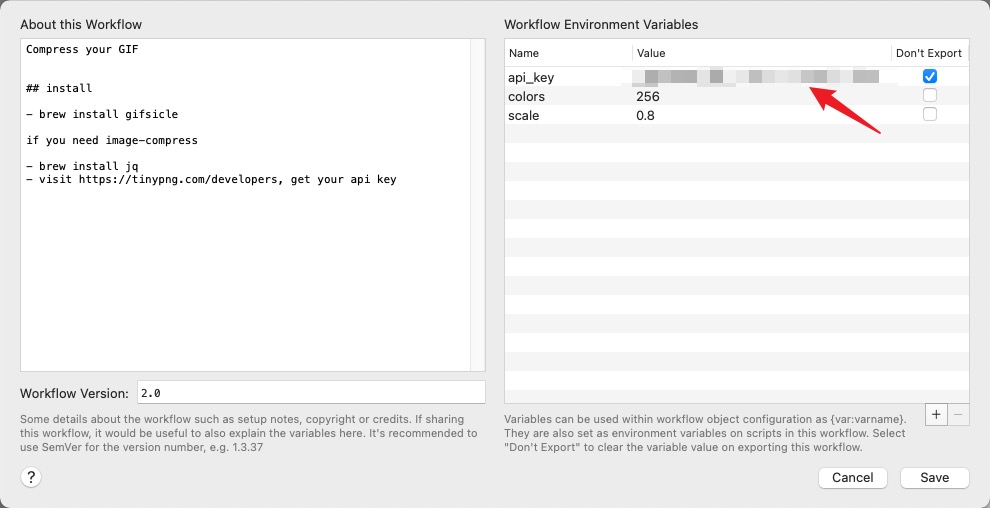 About this Workflow
Compress your GIF
## install
- brew install gifsicle
if you need image-compress
- brew install jq
- visit https://tinypng.com/developers, get your api key
Workflow Version: 2.0
Some details about the workflow such as setup notes, copyright or credits. If sharing
this workflow, it would be useful to also explain the variables here. It's recommended to
use SemVer for the version number, e.g. 1.3.37
?
Workflow Environment Variables
Name Value Don't Export
api_key
colors 256
scale 0.8
+ −
Variables can be used within workflow object configuration as {var:varname}.
They are also set as environment variables on scripts in this workflow. Select
"Don't Export" to clear the variable value on exporting this workflow.
Cancel Save